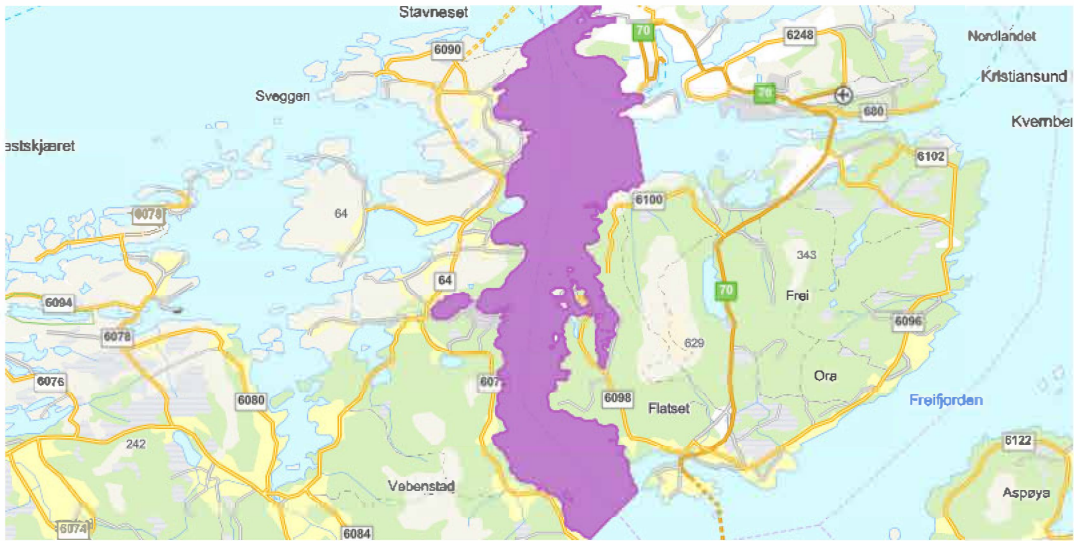 Stavneset
70
6248
Nordlandet
6090
Kristiansund
Sveggen
70
680
Kvernber
estskjæret
6102
6100
64
6078
343
64
70
Frei
6094
6096
6078
629
6076
607
Ora
6080
6098
Flatset
Freifjorden
242
6122
Vebenstad
Aspøya
6074
6084